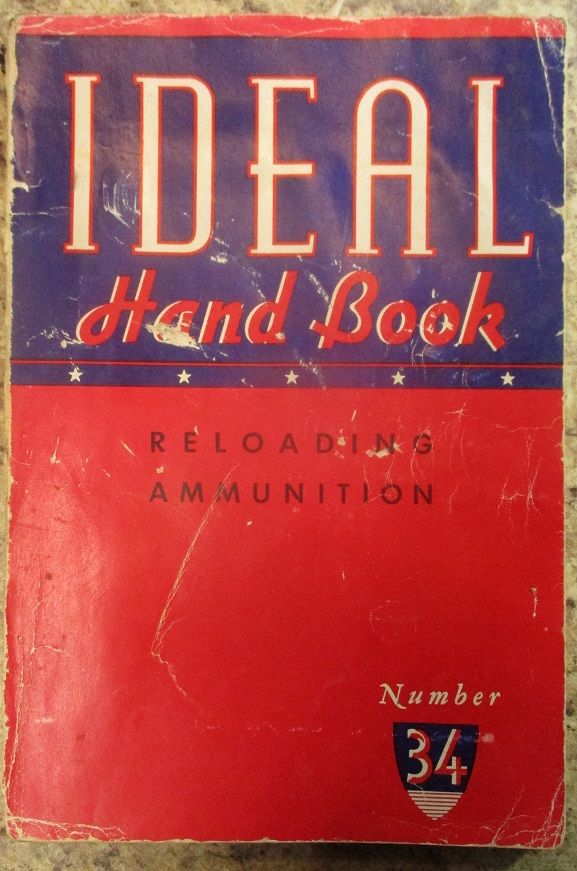 IDEAL
Hand Book
RELOADING
AMMUNITION
Number
34